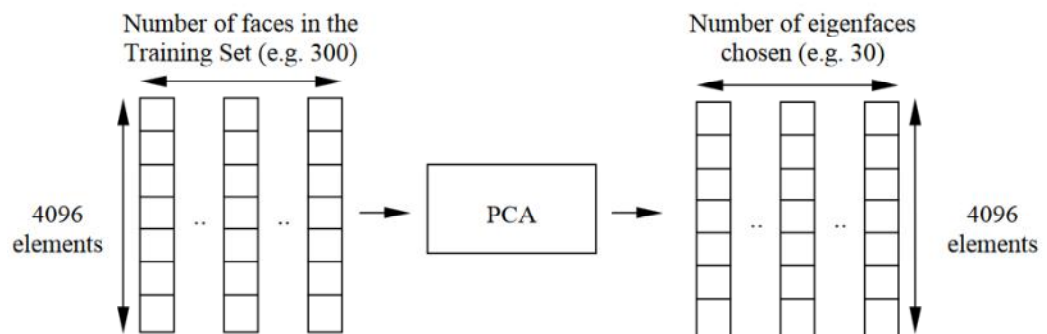 Number of faces in the
Training Set (e.g. 300)
Number of eigenfaces
chosen (e.g. 30)
4096
elements
..
..
PCA
..
..
4096
elements